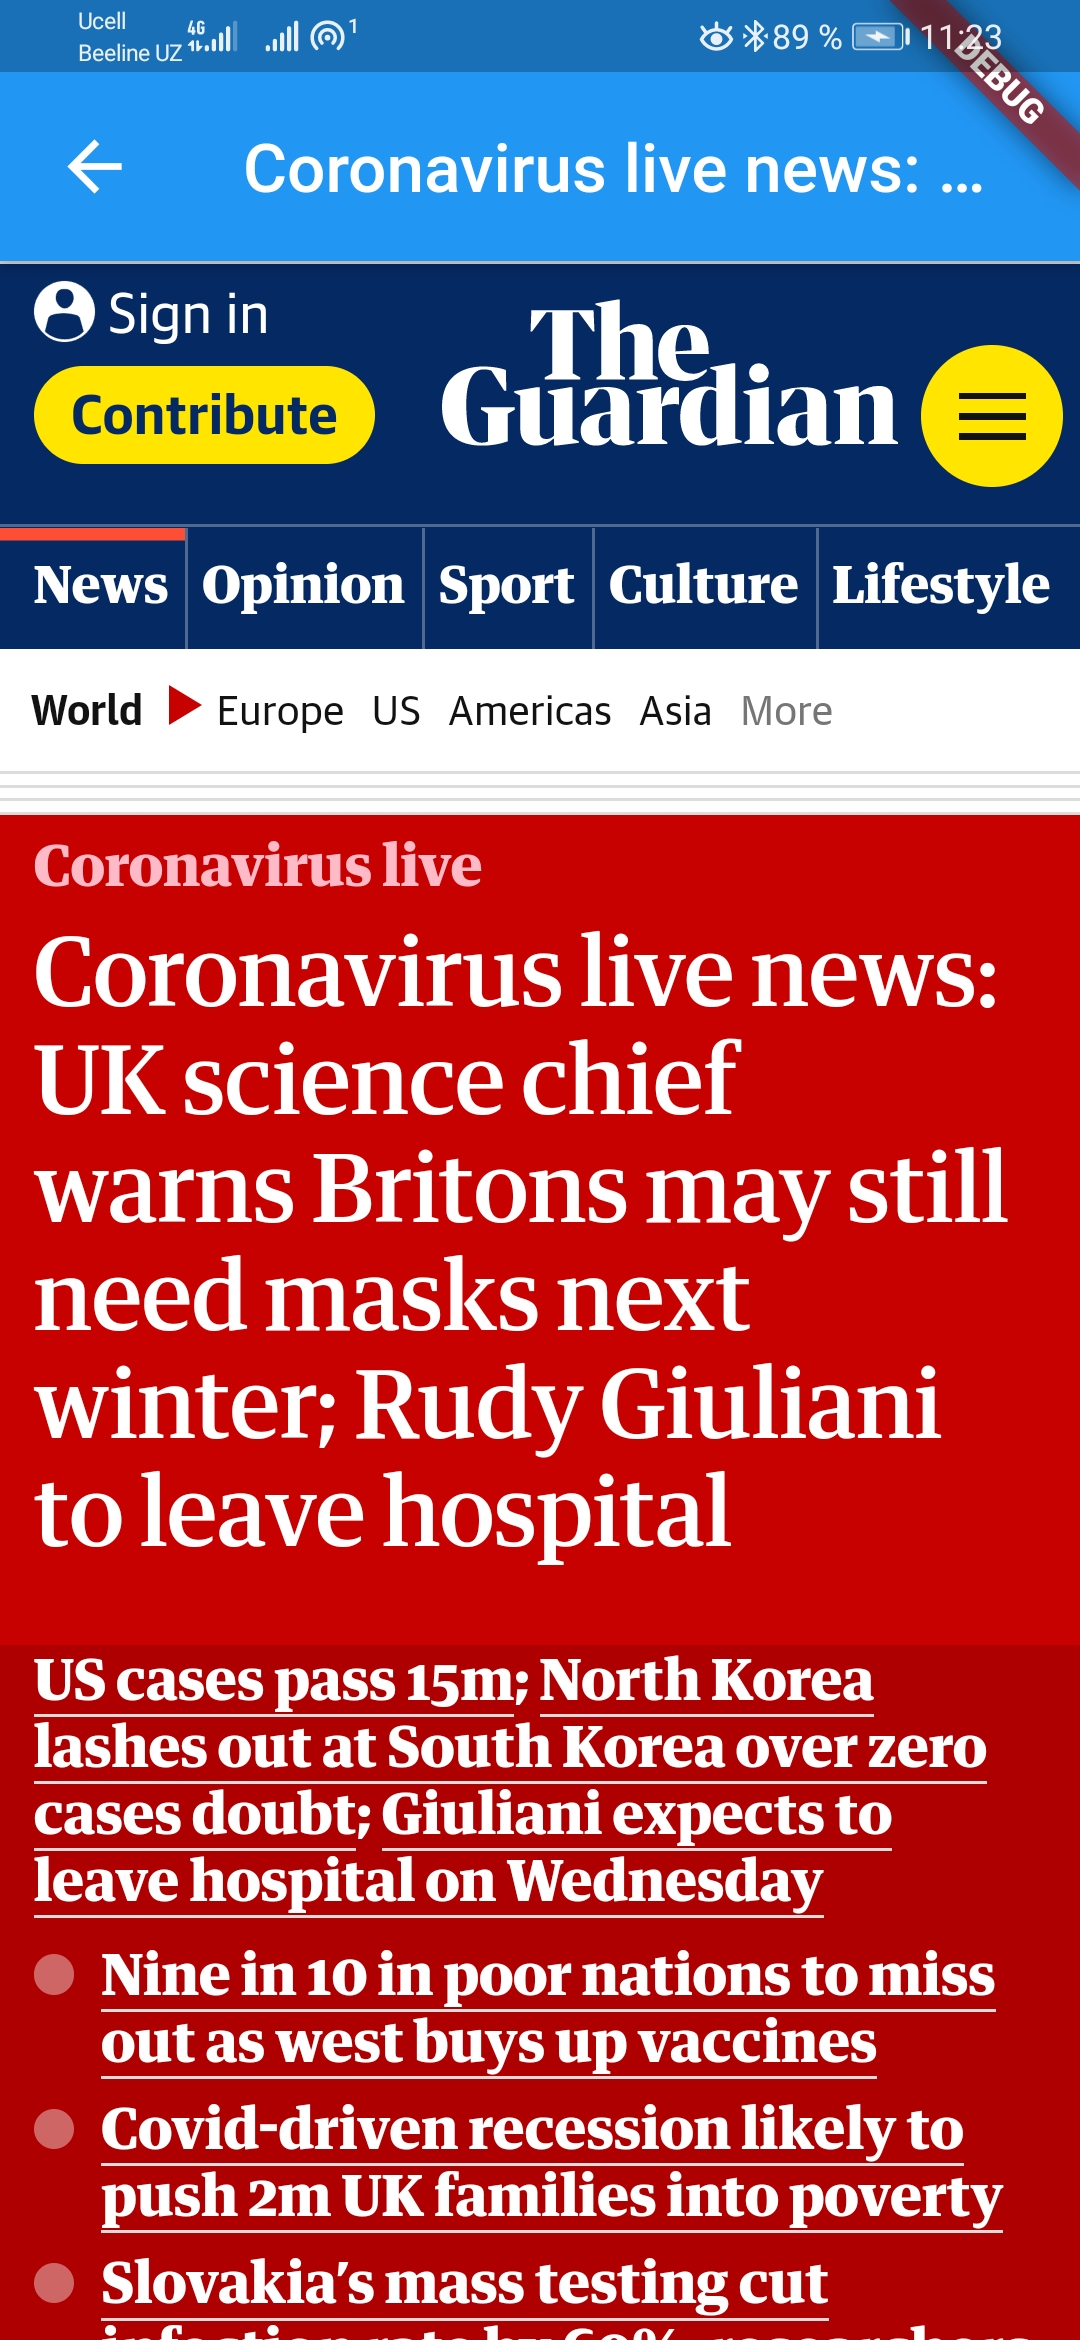 Ucell
Beeline UZ
4G
1
89 %
11:23
DEBUG
Coronavirus live news: ...
Sign in
Contribute
The
Guardian
News Opinion Sport Culture Lifestyle
World Europe US Americas Asia More
Coronavirus live
Coronavirus live news:
UK science chief
warns Britons may still
need masks next
winter; Rudy Giuliani
to leave hospital
US cases pass 15m; North Korea
lashes out at South Korea over zero
cases doubt; Giuliani expects to
leave hospital on Wednesday
Nine in 10 in poor nations to miss
out as west buys up vaccines
Covid-driven recession likely to
push 2m UK families into poverty
Slovakia’s mass testing cut